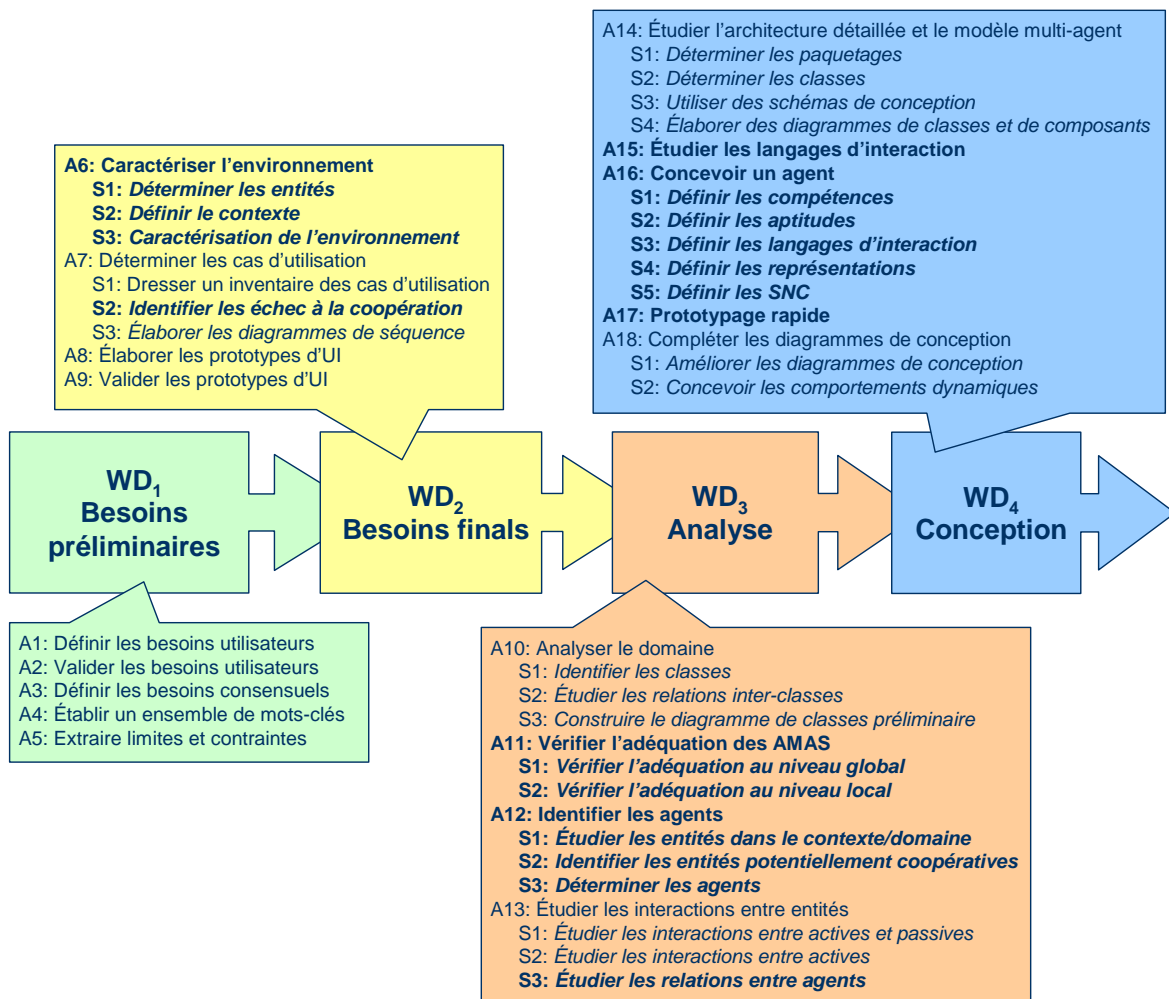 A14: Étudier l'architecture détaillée et le modèle multi-agent
S1: Déterminer les paquetages
S2: Déterminer les classes
S3: Utiliser des schémas de conception
S4: Élaborer des diagrammes de classes et de composants
A15: Étudier les langages d'interaction
A16: Concevoir un agent
S1: Définir les compétences
S2: Définir les aptitudes
S3: Définir les langages d'interaction
S4: Définir les représentations
S5: Définir les SNC
A17: Prototypage rapide
A18: Compléter les diagrammes de conception
S1: Améliorer les diagrammes de conception
S2: Concevoir les comportements dynamiques
A6: Caractériser l'environnement
S1: Déterminer les entités
S2: Définir le contexte
S3: Caractérisation de l'environnement
A7: Déterminer les cas d'utilisation
S1: Dresser un inventaire des cas d'utilisation
S2: Identifier les échec à la coopération
S3: Élaborer les diagrammes de séquence
A8: Élaborer les prototypes d'UI
A9: Valider les prototypes d'UI
WD1
Besoins
préliminaires
WD2
Besoins finals
WD3
Analyse
WD4
Conception
A1: Définir les besoins utilisateurs
A2: Valider les besoins utilisateurs
A3: Définir les besoins consensuels
A4: Établir un ensemble de mots-clés
A5: Extraire limites et contraintes
A10: Analyser le domaine
S1: Identifier les classes
S2: Étudier les relations inter-classes
S3: Construire le diagramme de classes préliminaire
A11: Vérifier l'adéquation des AMAS
S1: Vérifier l'adéquation au niveau global
S2: Vérifier l'adéquation au niveau local
A12: Identifier les agents
S1: Étudier les entités dans le contexte/domaine
S2: Identifier les entités potentiellement coopératives
S3: Déterminer les agents
A13: Étudier les interactions entre entités
S1: Étudier les interactions entre actives et passives
S2: Étudier les interactions entre actives
S3: Étudier les relations entre agents